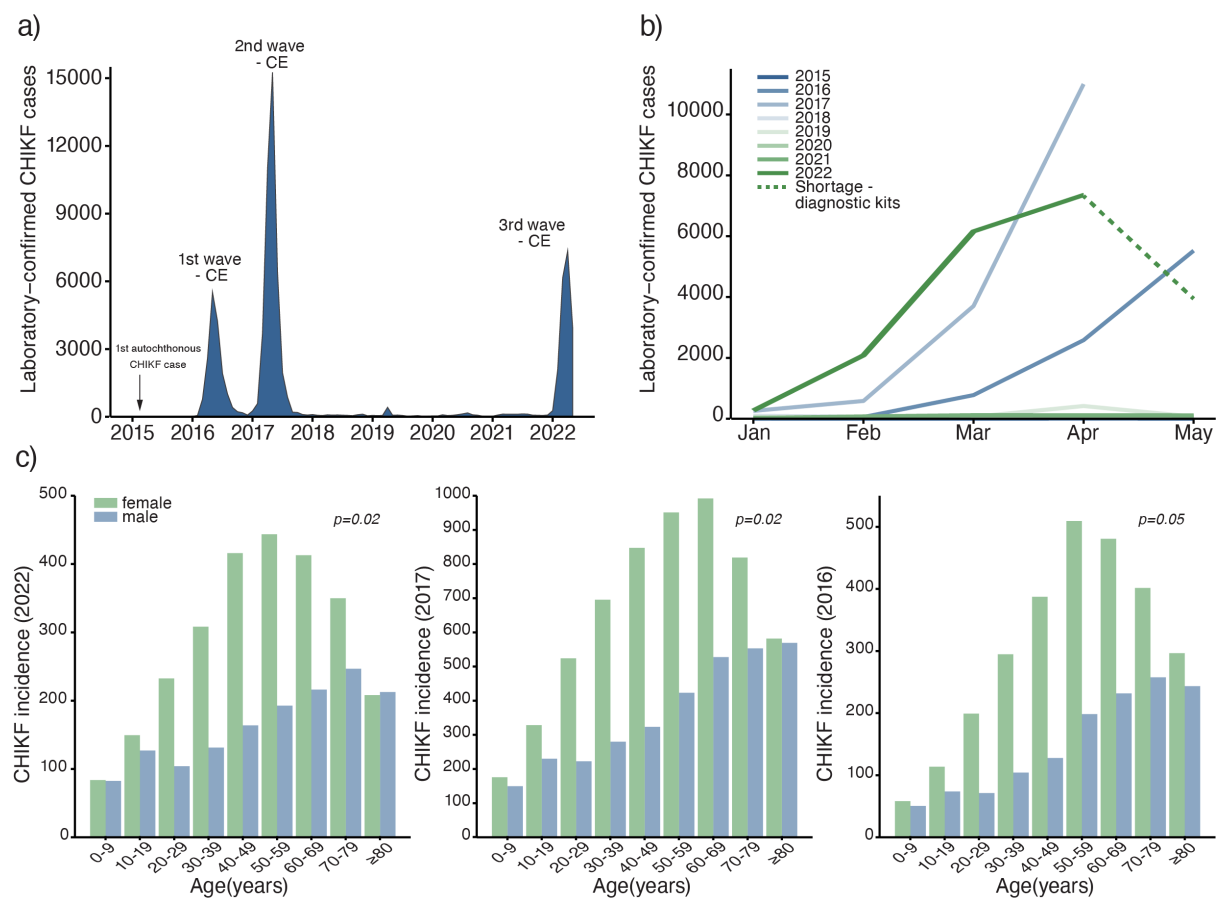 a)
Laboratory−confirmed CHIKF cases
15000
12000
9000
6000
3000
0
2nd wave
- CE
1st wave
- CE
3rd wave
- CE
1st autochthonous
CHIKF case
2015 2016 2017 2018 2019 2020 2021 2022
b)
Laboratory−confirmed CHIKF cases
10000
8000
6000
4000
2000
0
2015
2016
2017
2018
2019
2020
2021
2022
Shortage -
diagnostic kits
Jan Feb Mar Apr May
c)
CHIKF incidence (2022)
500
400
300
200
100
0
female
male
p=0.02
0-9 10-19 20-29 30-39 40-49 50-59 60-69 70-79 ≥80
Age(years)
CHIKF incidence (2017)
1000
900
800
700
600
500
400
300
200
100
0
p=0.02
0-9 10-19 20-29 30-39 40-49 50-59 60-69 70-79 ≥80
Age(years)
CHIKF incidence (2016)
500
400
300
200
100
0
p=0.05
0-9 10-19 20-29 30-39 40-49 50-59 60-69 70-79 ≥80
Age(years)